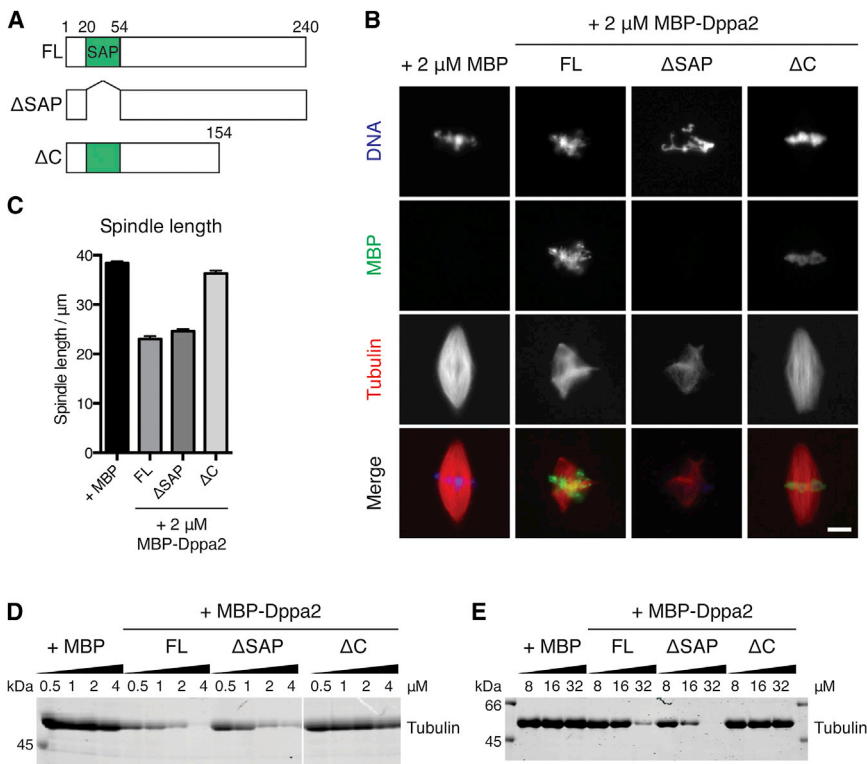 A
1 20 54 240
FL SAP
ΔSAP
154
ΔC
B
+ 2 μM MBP-Dppa2
+ 2 μM MBP FL ΔSAP ΔC
DNA
MBP
Tubulin
Merge
C
Spindle length
Spindle length / μm
40
30
20
10
0
+ MBP FL ΔSAP ΔC
+ 2 μM
MBP-Dppa2
D
+ MBP-Dppa2
+ MBP FL ΔSAP ΔC
kDa 0.5 1 2 4 0.5 1 2 4 0.5 1 2 4 0.5 1 2 4 μM
Tubulin
45
E
+ MBP-Dppa2
+ MBP FL ΔSAP ΔC
kDa 8 16 32 8 16 32 8 16 32 8 16 32 μM
66
Tubulin
45